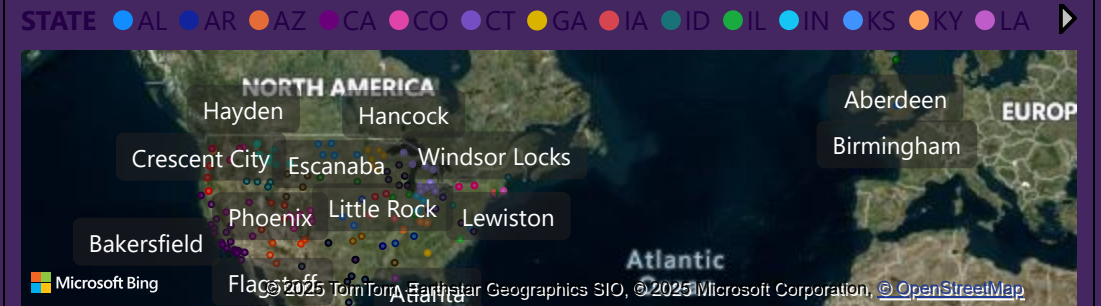 STATE AL AR AZ CA CO CT GA IA ID IL IN KS KY LA
NORTH AMERICA
Aberdeen
Hayden
Hancock
EUROP
Birmingham
Crescent City
Escanaba
Windsor Locks
Phoenix
Little Rock
Lewiston
Bakersfield
Atlantic
Microsoft Bing
Flagstaff
Atlanta
© 2025 TomTom, Earthstar Geographics SIO, © 2025 Microsoft Corporation, © OpenStreetMap